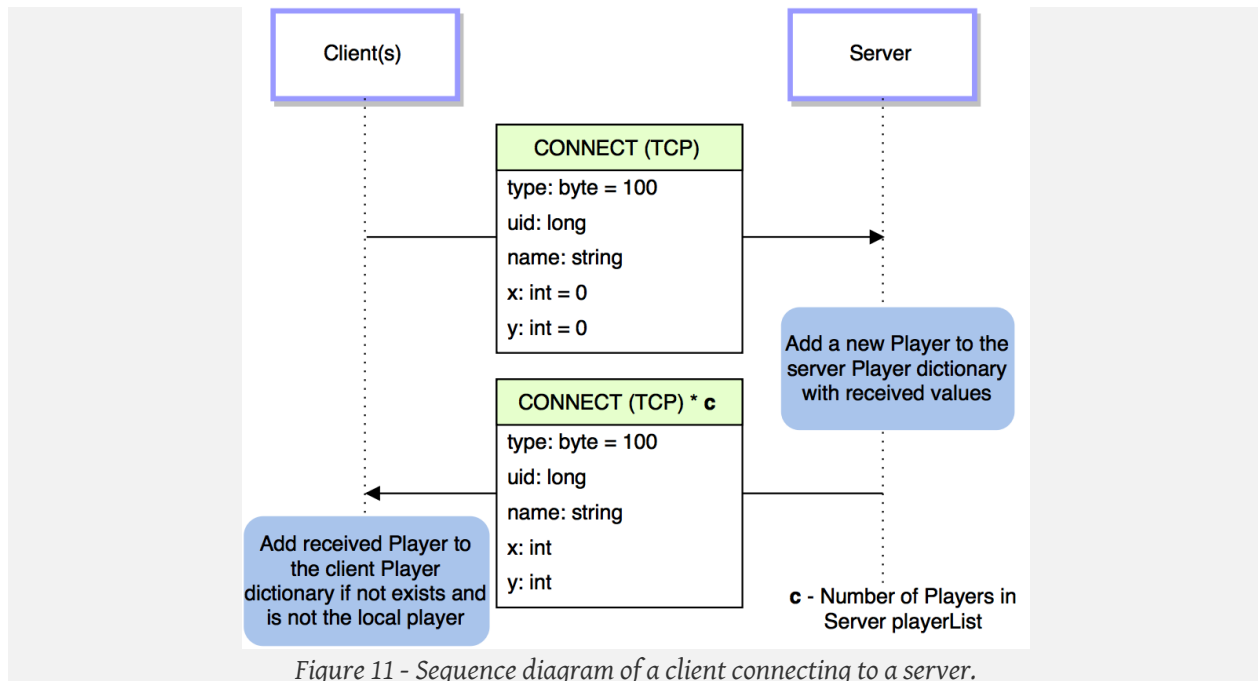 Client(s)
Server
CONNECT (TCP)
type: byte = 100
uid: long
name: string
x: int = 0
y: int = 0
Add a new Player to the
server Player dictionary
with received values
CONNECT (TCP) * c
type: byte = 100
uid: long
name: string
x: int
y: int
Add received Player to
the client Player
dictionary if not exists and
is not the local player
c - Number of Players in
Server playerList
Figure 11 - Sequence diagram of a client connecting to a server.